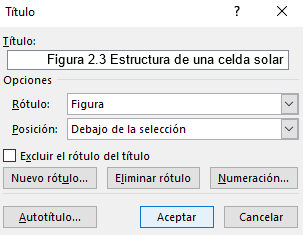 Título
Título:
Figura 2.3 Estructura de una celda solar
Opciones
Rótulo: Figura
Posición: Debajo de la selección
Excluir el rótulo del título
Nuevo rótulo... Eliminar rótulo Numeración...
Autotítulo... Aceptar Cancelar